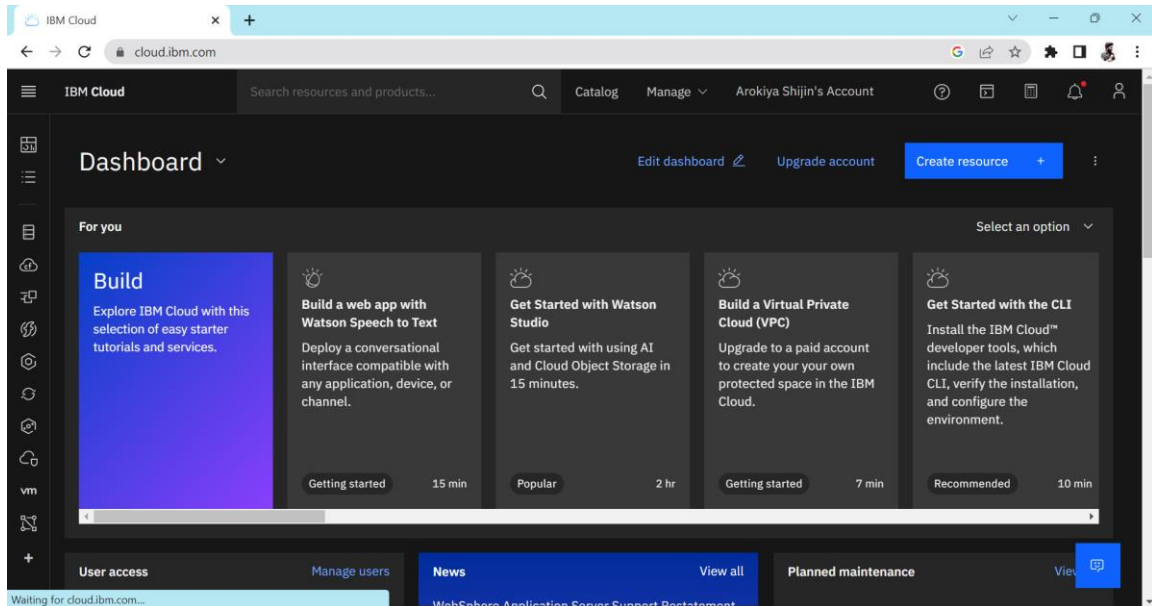 IBM Cloud
cloud.ibm.com
IBM Cloud
Search resources and products...
Catalog
Manage
Arokiya Shijin's Account
Dashboard
Edit dashboard
Upgrade account
Create resource +
For you
Select an option
Build
Explore IBM Cloud with this
selection of easy starter
tutorials and services.
Build a web app with
Watson Speech to Text
Deploy a conversational
interface compatible with
any application, device, or
channel.
Getting started
15 min
Get Started with Watson
Studio
Get started with using AI
and Cloud Object Storage in
15 minutes.
Popular
2 hr
Build a Virtual Private
Cloud (VPC)
Upgrade to a paid account
to create your your own
protected space in the IBM
Cloud.
Getting started
7 min
Get Started with the CLI
Install the IBM Cloud™
developer tools, which
include the latest IBM Cloud
CLI, verify the installation,
and configure the
environment.
Recommended
10 min
vm
User access
Manage users
News
View all
WebSphere Application Server Support Restatement
Planned maintenance
Waiting for cloud.ibm.com...